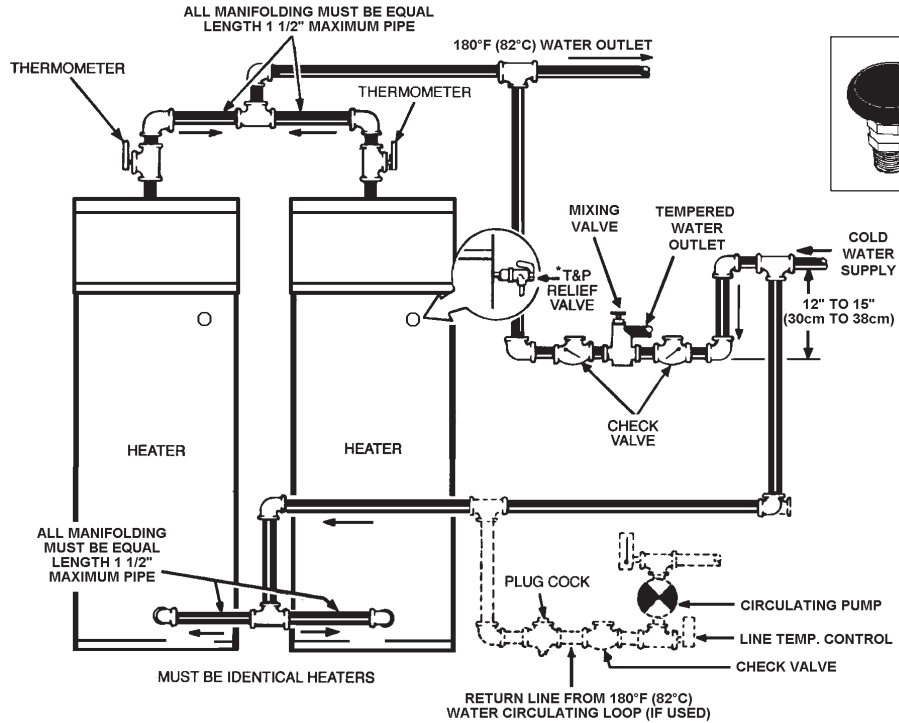 ALL MANIFOLDING MUST BE EQUAL
LENGTH 1 1/2" MAXIMUM PIPE
180°F (82°C) WATER OUTLET
THERMOMETER
THERMOMETER
MIXING
VALVE
TEMPERED
WATER
OUTLET
COLD
WATER
SUPPLY
*T&P
RELIEF
VALVE
12" TO 15"
(30cm TO 38cm)
CHECK
VALVE
HEATER
HEATER
ALL MANIFOLDING
MUST BE EQUAL
LENGTH 1 1/2"
MAXIMUM PIPE
PLUG COCK
CIRCULATING PUMP
LINE TEMP. CONTROL
CHECK VALVE
MUST BE IDENTICAL HEATERS
RETURN LINE FROM 180°F (82°C)
WATER CIRCULATING LOOP (IF USED)